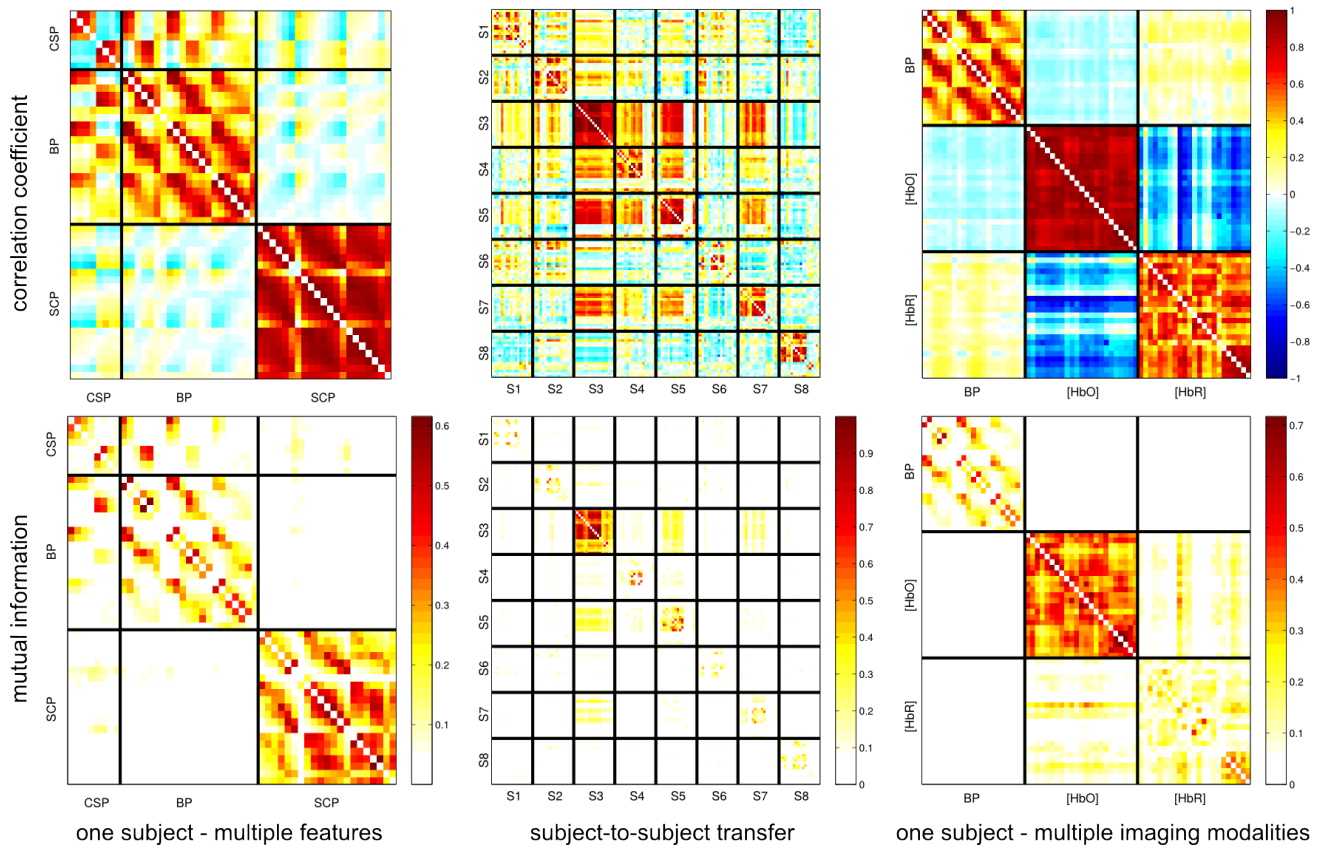 correlation coefficient
CSP
BP
SCP
CSP BP SCP
S1
S2
S3
S4
S5
S6
S7
S8
S1 S2 S3 S4 S5 S6 S7 S8
BP
[HbO]
[HbR]
BP [HbO] [HbR]
1
0.8
0.6
0.4
0.2
0
−0.2
−0.4
−0.6
−0.8
−1
mutual information
CSP
BP
SCP
CSP BP SCP
0.6
0.5
0.4
0.3
0.2
0.1
S1
S2
S3
S4
S5
S6
S7
S8
S1 S2 S3 S4 S5 S6 S7 S8
0.9
0.8
0.7
0.6
0.5
0.4
0.3
0.2
0.1
0
BP
[HbO]
[HbR]
BP [HbO] [HbR]
0.7
0.6
0.5
0.4
0.3
0.2
0.1
0
one subject - multiple features
subject-to-subject transfer
one subject - multiple imaging modalities